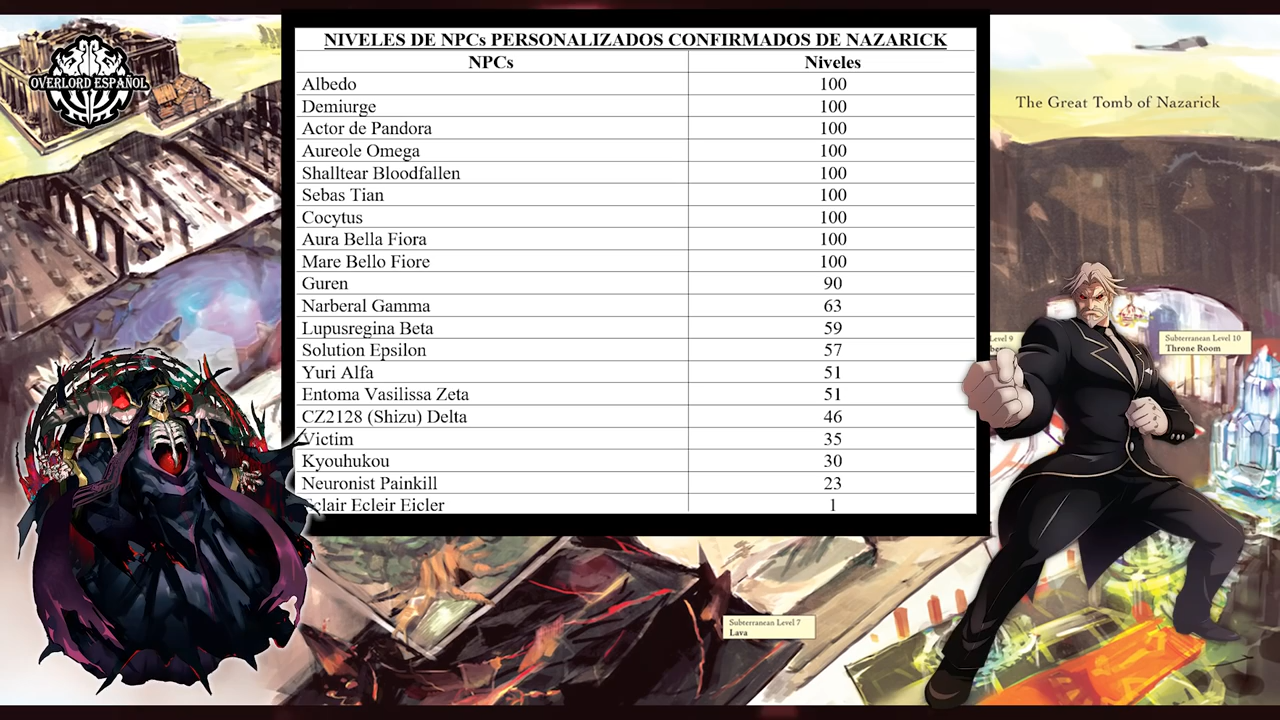 NIVELES DE NPCs PERSONALIZADOS CONFIRMADOS DE NAZARICK
NPCs Niveles
Albedo 100
Demiurge 100
Actor de Pandora 100
Aureole Omega 100
Shalltear Bloodfallen 100
Sebas Tian 100
Cocytus 100
Aura Bella Fiora 100
Mare Bello Fiore 100
Guren 90
Narberal Gamma 63
Lupusregina Beta 59
Solution Epsilon 57
Yuri Alfa 51
Entoma Vasilissa Zeta 51
CZ2128 (Shizu) Delta 46
Victim 35
Kyouhukou 30
Neuronist Painkill 23
Eclair Ecleir Eicler 1
OVERLORD ESPAÑOL
The Great Tomb of Nazarick
Level 9
Subterranean Level 10
Throne Room
Subterranean Level 7
Lava